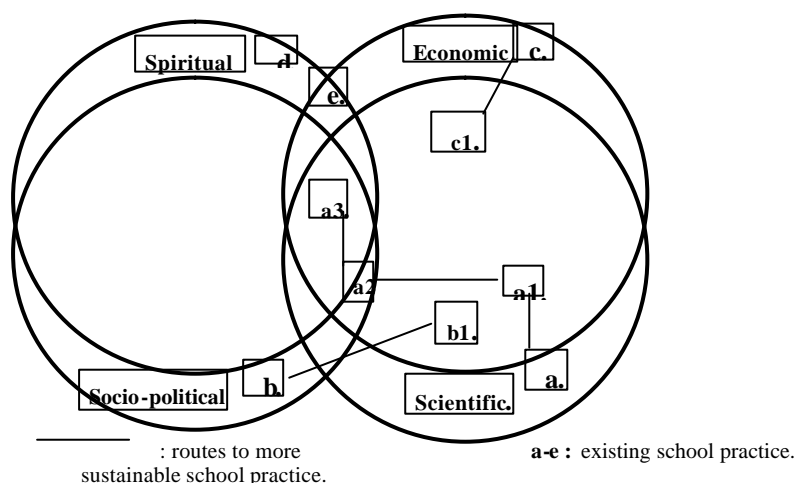 Spiritual
d
Economic
c.
e.
c1.
a3.
a2
a1.
b1.
Socio-political
b.
Scientific.
a.
: routes to more
sustainable school practice.
a-e : existing school practice.